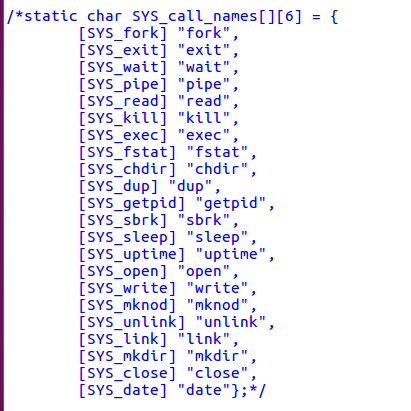 /*static char SYS_call_names[][6] = {
        [SYS_fork] "fork",
        [SYS_exit] "exit",
        [SYS_wait] "wait",
        [SYS_pipe] "pipe",
        [SYS_read] "read",
        [SYS_kill] "kill",
        [SYS_exec] "exec",
        [SYS_fstat] "fstat",
        [SYS_chdir] "chdir",
        [SYS_dup] "dup",
        [SYS_getpid] "getpid",
        [SYS_sbrk] "sbrk",
        [SYS_sleep] "sleep",
        [SYS_uptime] "uptime",
        [SYS_open] "open",
        [SYS_write] "write",
        [SYS_mknod] "mknod",
        [SYS_unlink] "unlink",
        [SYS_link] "link",
        [SYS_mkdir] "mkdir",
        [SYS_close] "close",
        [SYS_date] "date"};*/